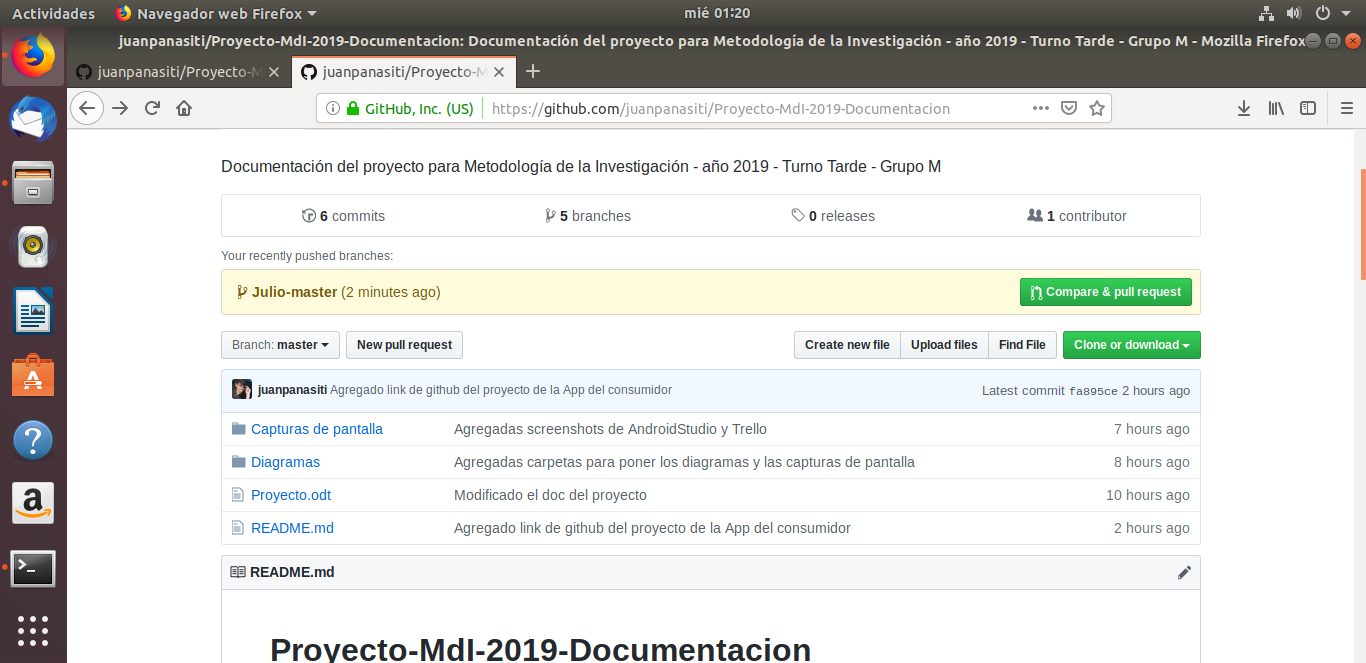 Actividades Navegador web Firefox mié 01:20
juanpanasiti/Proyecto-MdI-2019-Documentacion: Documentación del proyecto para Metodología de la Investigación - año 2019 - Turno Tarde - Grupo M - Mozilla Firefox
juanpanasiti/Proyecto-M juanpanasiti/Proyecto-M
GitHub, Inc. (US) https://github.com/juanpanasiti/Proyecto-MdI-2019-Documentacion
Documentación del proyecto para Metodología de la Investigación - año 2019 - Turno Tarde - Grupo M
6 commits 5 branches 0 releases 1 contributor
Your recently pushed branches:
Julio-master (2 minutes ago) Compare & pull request
Branch: master New pull request Create new file Upload files Find File Clone or download
juanpanasiti Agregado link de github del proyecto de la App del consumidor Latest commit fa895ce 2 hours ago
Capturas de pantalla Agregadas screenshots de AndroidStudio y Trello 7 hours ago
Diagramas Agregadas carpetas para poner los diagramas y las capturas de pantalla 8 hours ago
Proyecto.odt Modificado el doc del proyecto 10 hours ago
README.md Agregado link de github del proyecto de la App del consumidor 2 hours ago
README.md
Proyecto-MdI-2019-Documentacion